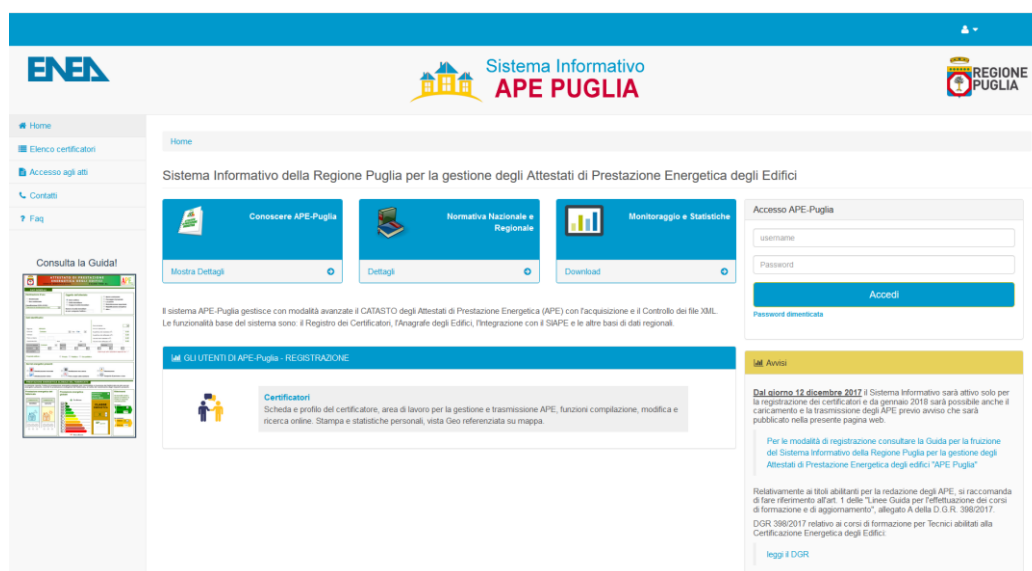 ENEA
Sistema Informativo
APE PUGLIA
REGIONE
PUGLIA
Home
Elenco certificatori
Accesso agli atti
Contatti
? Faq
Consulta la Guida!
ATTESTATO DI PRESTAZIONE
ENERGETICA DEGLI EDIFICI
Home
Sistema Informativo della Regione Puglia per la gestione degli Attestati di Prestazione Energetica degli Edifici
Conoscere APE-Puglia
Mostra Dettagli
Normativa Nazionale e
Regionale
Dettagli
Monitoraggio e Statistiche
Download
Il sistema APE-Puglia gestisce con modalità avanzate il CATASTO degli Attestati di Prestazione Energetica (APE) con l'acquisizione e il Controllo dei file XML.
Le funzionalità base del sistema sono: il Registro dei Certificatori, l'Anagrafe degli Edifici, l'Integrazione con il SIAPE e le altre basi di dati regionali.
GLI UTENTI DI APE-Puglia - REGISTRAZIONE
Certificatori
Scheda e profilo del certificatore, area di lavoro per la gestione e trasmissione APE, funzioni compilazione, modifica e
ricerca online. Stampa e statistiche personali, vista Geo referenziata su mappa.
Accesso APE-Puglia
username
Password
Accedi
Password dimenticata
Avvisi
Dal giorno 12 dicembre 2017 il Sistema Informativo sarà attivo solo per
la registrazione dei certificatori e da gennaio 2018 sarà possibile anche il
caricamento e la trasmissione degli APE previo avviso che sarà
pubblicato nella presente pagina web.
Per le modalità di registrazione consultare la Guida per la fruizione
del Sistema Informativo della Regione Puglia per la gestione degli
Attestati di Prestazione Energetica degli edifici "APE Puglia"
Relativamente ai titoli abilitanti per la redazione degli APE, si raccomanda
di fare riferimento all'art. 1 delle "Linee Guida per l'effettuazione dei corsi
di formazione e di aggiornamento", allegato A della D.G.R. 398/2017.
DGR 398/2017 relativo ai corsi di formazione per Tecnici abilitati alla
Certificazione Energetica degli Edifici:
leggi il DGR